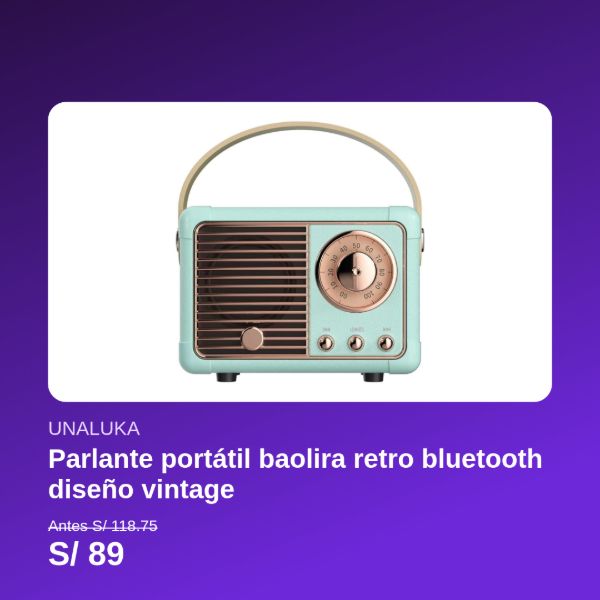 UNALUKA
Parlante portátil baolira retro bluetooth
diseño vintage
Antes S/ 118.75
S/ 89